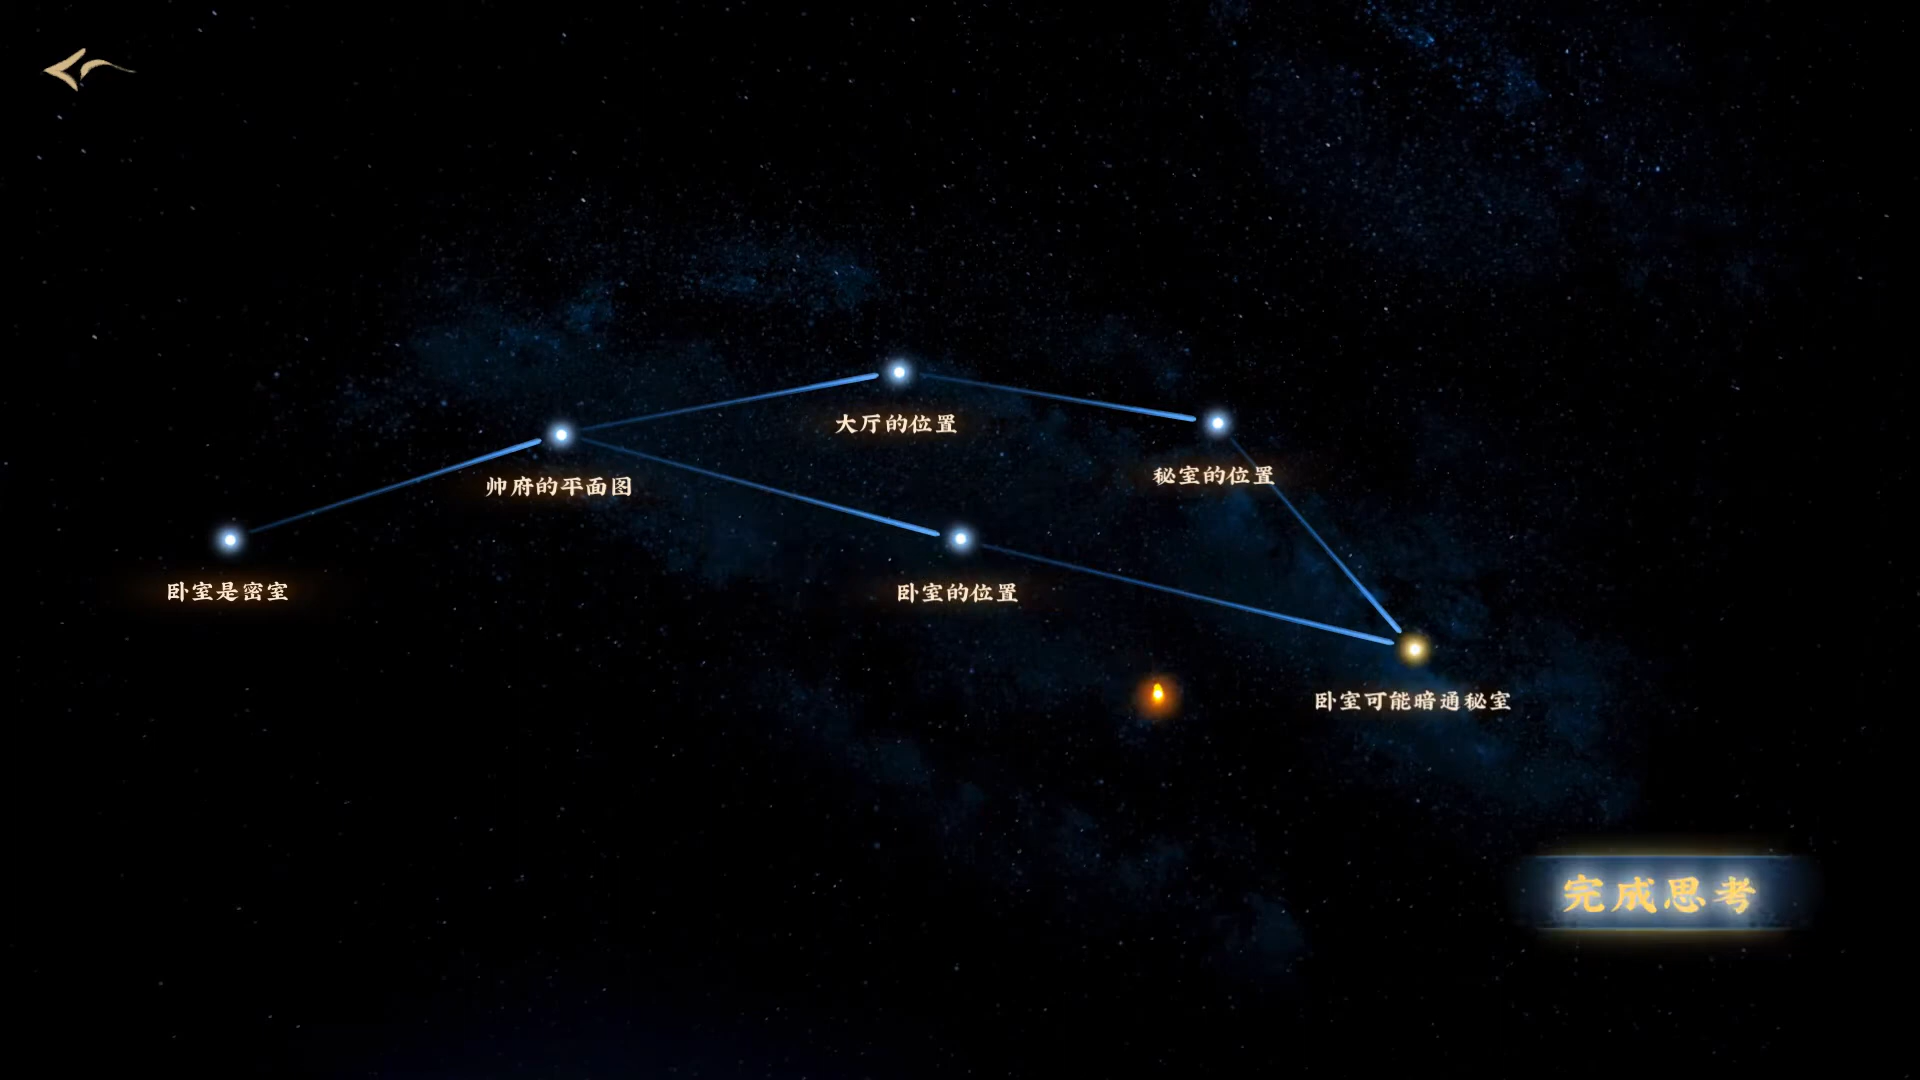 大厅的位置
秘室的位置
帅府的平面图
卧室是密室
卧室的位置
卧室可能暗通秘室
完成思考